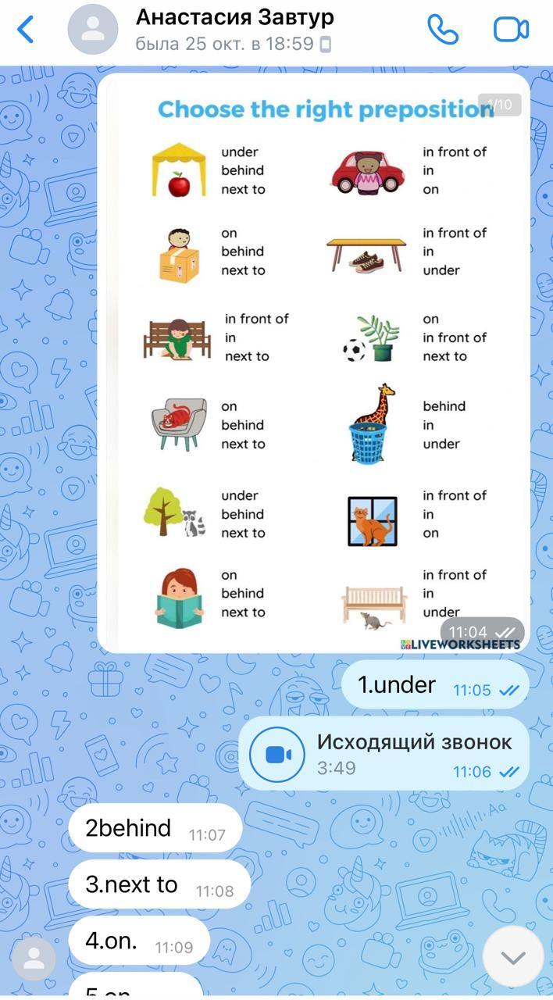 Анастасия Завтур
была 25 окт. в 18:59
1/10
Choose the right preposition
under
behind
next to
in front of
in
on
on
behind
next to
in front of
in
under
in front of
in
next to
on
in front of
next to
on
behind
next to
behind
in
under
under
behind
next to
in front of
in
on
on
behind
next to
in front of
in
under
11:04
LIVEWORKSHEETS
1.under 11:05
Исходящий звонок
3:49 11:06
2behind 11:07
3.next to 11:08
4.on. 11:09